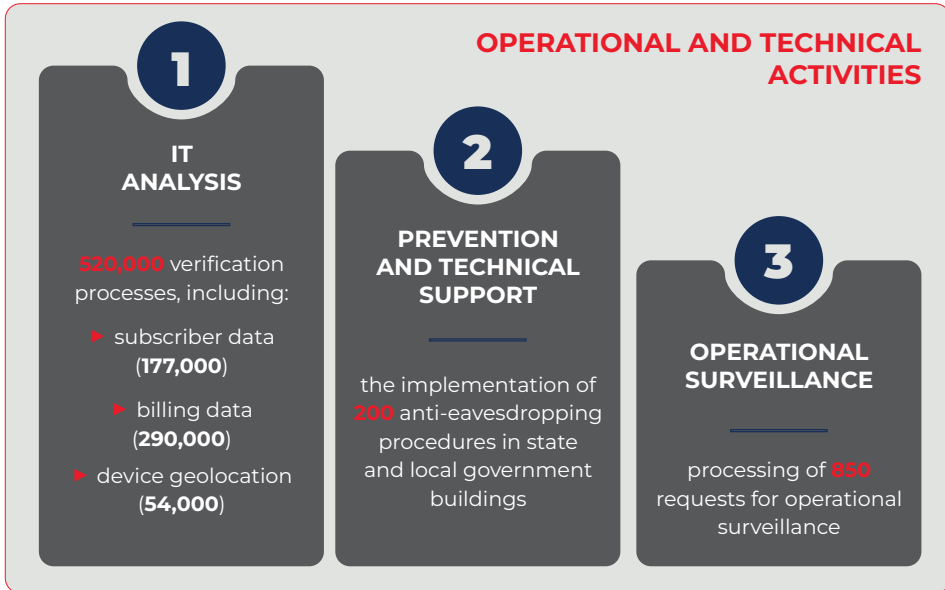 OPERATIONAL AND TECHNICAL
ACTIVITIES
1
IT
ANALYSIS
520,000 verification
processes, including:
► subscriber data
(177,000)
► billing data
(290,000)
► device geolocation
(54,000)
2
PREVENTION
AND TECHNICAL
SUPPORT
the implementation of
200 anti-eavesdropping
procedures in state
and local government
buildings
3
OPERATIONAL
SURVEILLANCE
processing of 850
requests for operational
surveillance